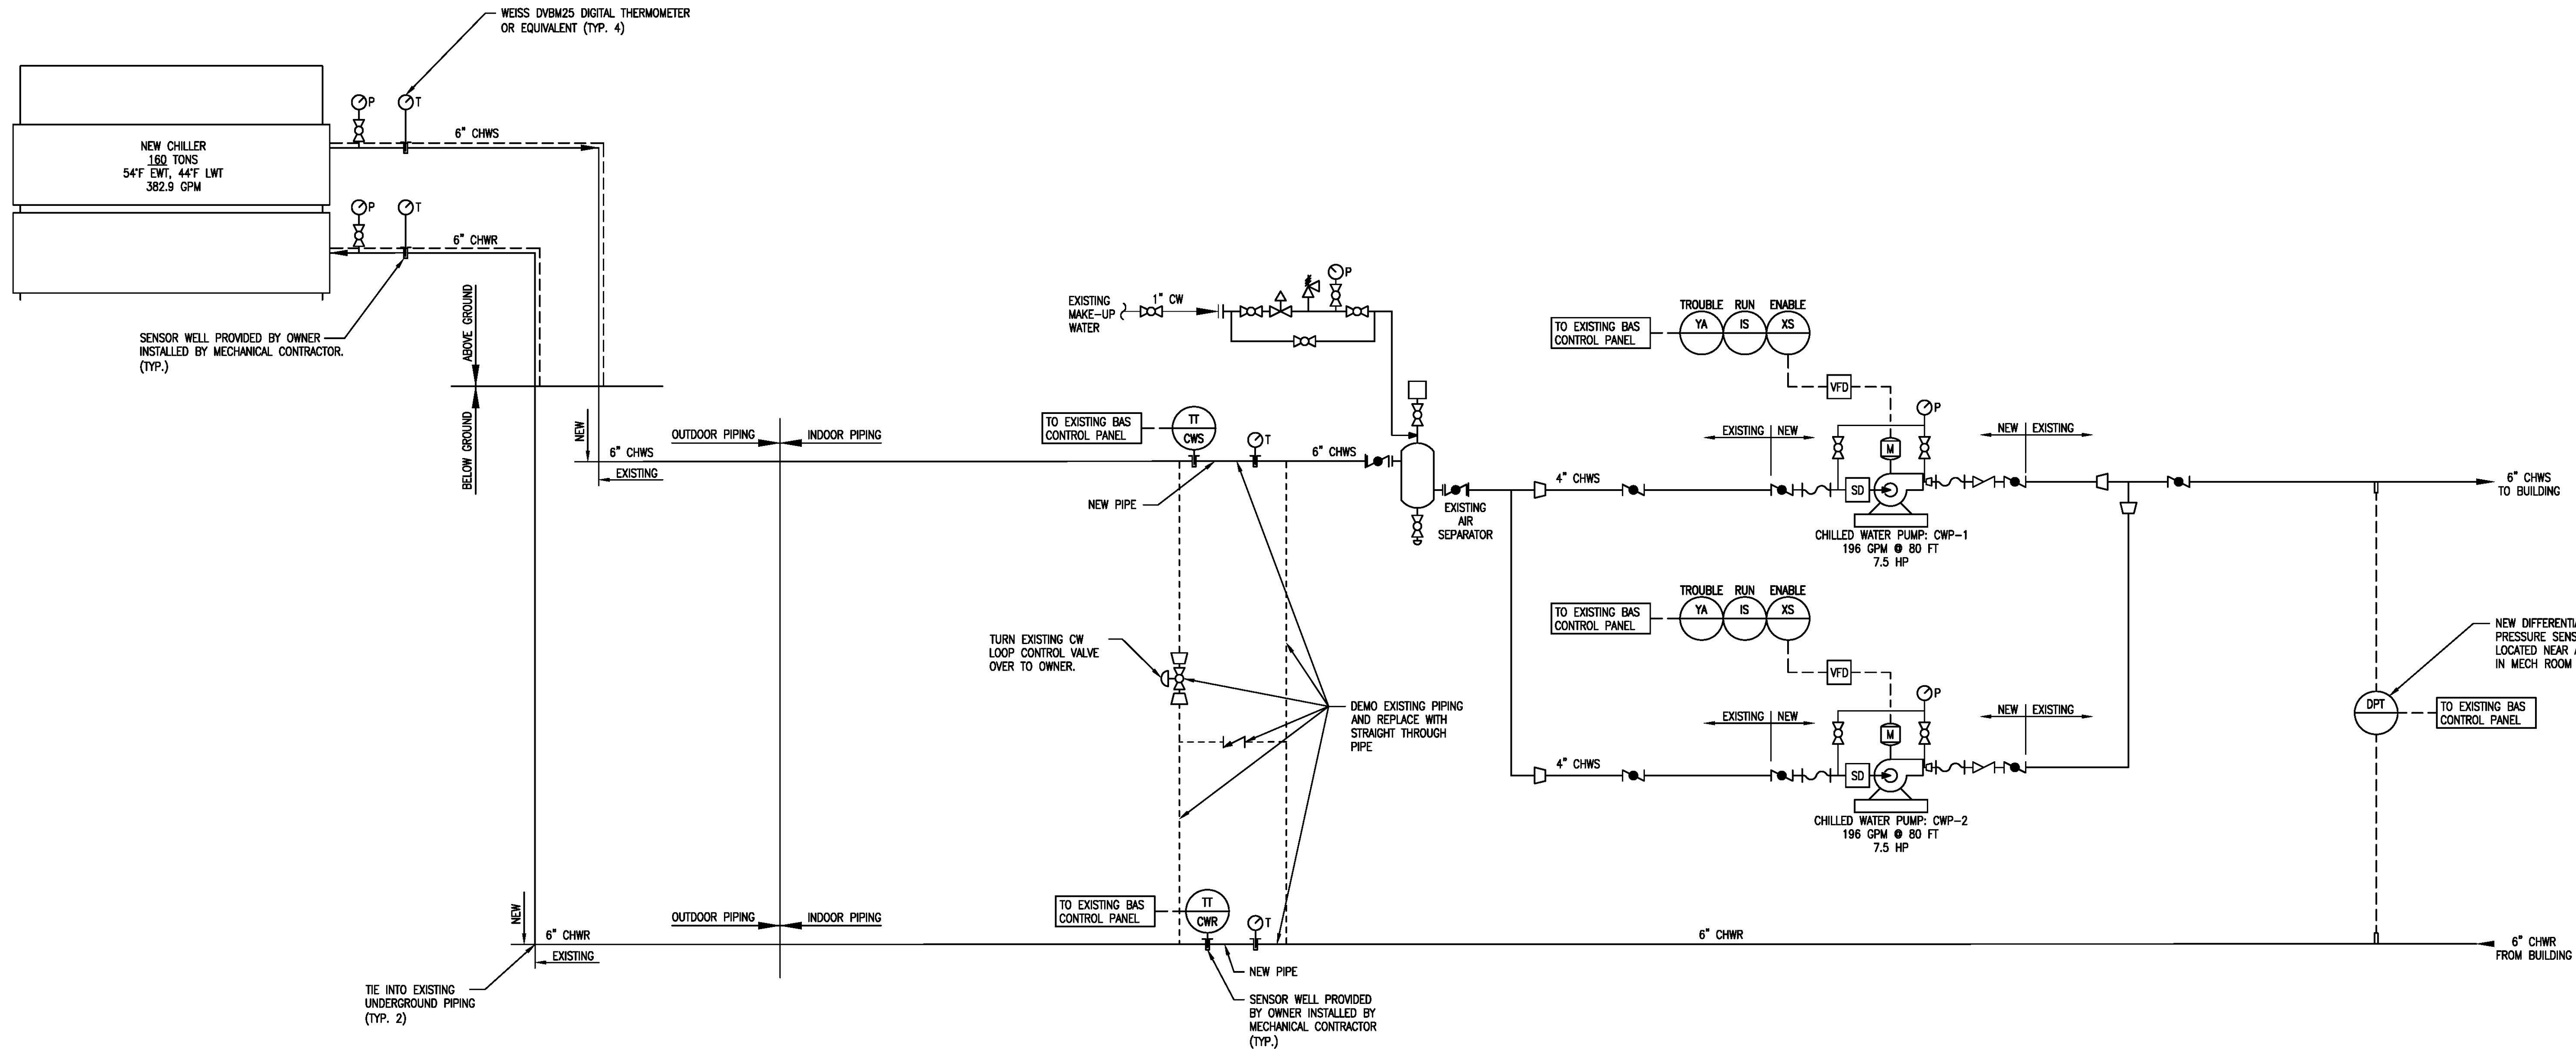 WEISS DVBM25 DIGITAL THERMOMETER
OR EQUIVALENT (TYP. 4)
P
T
6" CHWS
NEW CHILLER
160 TONS
54°F EWT, 44°F LWT
382.9 GPM
P
T
6" CHWR
SENSOR WELL PROVIDED BY OWNER
INSTALLED BY MECHANICAL CONTRACTOR.
(TYP.)
ABOVE GROUND
BELOW GROUND
NEW
6" CHWS
EXISTING
OUTDOOR PIPING
INDOOR PIPING
EXISTING
MAKE-UP
WATER
1" CW
P
TO EXISTING BAS
CONTROL PANEL
TT
CWS
T
6" CHWS
NEW PIPE
EXISTING
AIR
SEPARATOR
TROUBLE RUN ENABLE
YA IS XS
TO EXISTING BAS
CONTROL PANEL
VFD
P
EXISTING NEW
M
NEW EXISTING
4" CHWS
SD
CHILLED WATER PUMP: CWP-1
196 GPM @ 80 FT
7.5 HP
6" CHWS
TO BUILDING
TROUBLE RUN ENABLE
YA IS XS
TO EXISTING BAS
CONTROL PANEL
VFD
P
EXISTING NEW
M
NEW EXISTING
4" CHWS
SD
CHILLED WATER PUMP: CWP-2
196 GPM @ 80 FT
7.5 HP
TURN EXISTING CW
LOOP CONTROL VALVE
OVER TO OWNER.
DEMO EXISTING PIPING
AND REPLACE WITH
STRAIGHT THROUGH
PIPE
NEW DIFFERENTI
PRESSURE SENS
LOCATED NEAR
IN MECH ROOM
DPT
TO EXISTING BAS
CONTROL PANEL
NEW
6" CHWR
EXISTING
OUTDOOR PIPING
INDOOR PIPING
TO EXISTING BAS
CONTROL PANEL
TT
CWR
T
6" CHWR
6" CHWR
FROM BUILDING
NEW PIPE
TIE INTO EXISTING
UNDERGROUND PIPING
(TYP. 2)
SENSOR WELL PROVIDED
BY OWNER INSTALLED BY
MECHANICAL CONTRACTOR
(TYP.)